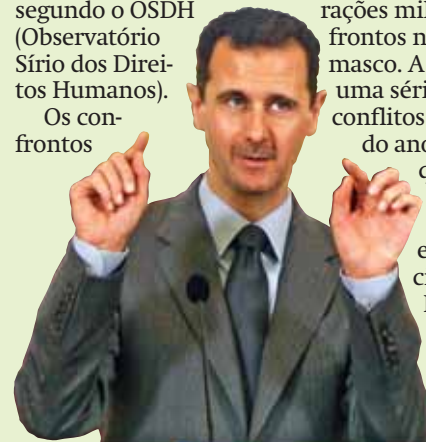 segundo o OSDH
(Observatório
Sírio dos Direi-
tos Humanos).
Os con-
frontos
rações mil
frontos n
masco. A
uma séri
conflitos
do ano
q
e
ci